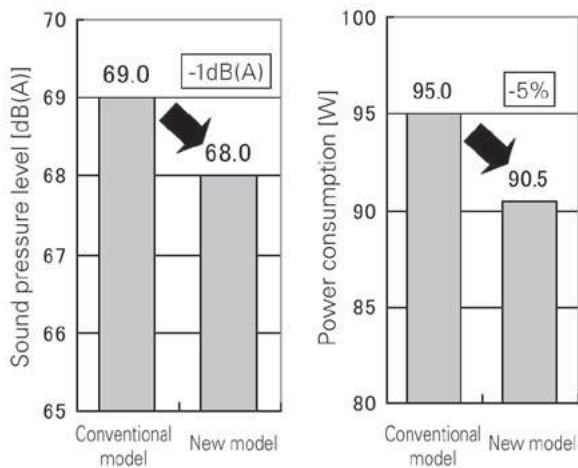 Sound pressure level [dB(A)]
70
69
68
67
66
65
69.0
-1dB(A)
68.0
Conventional
model
New model
Power consumption [W]
100
95
90
85
80
95.0
-5%
90.5
Conventional
model
New model